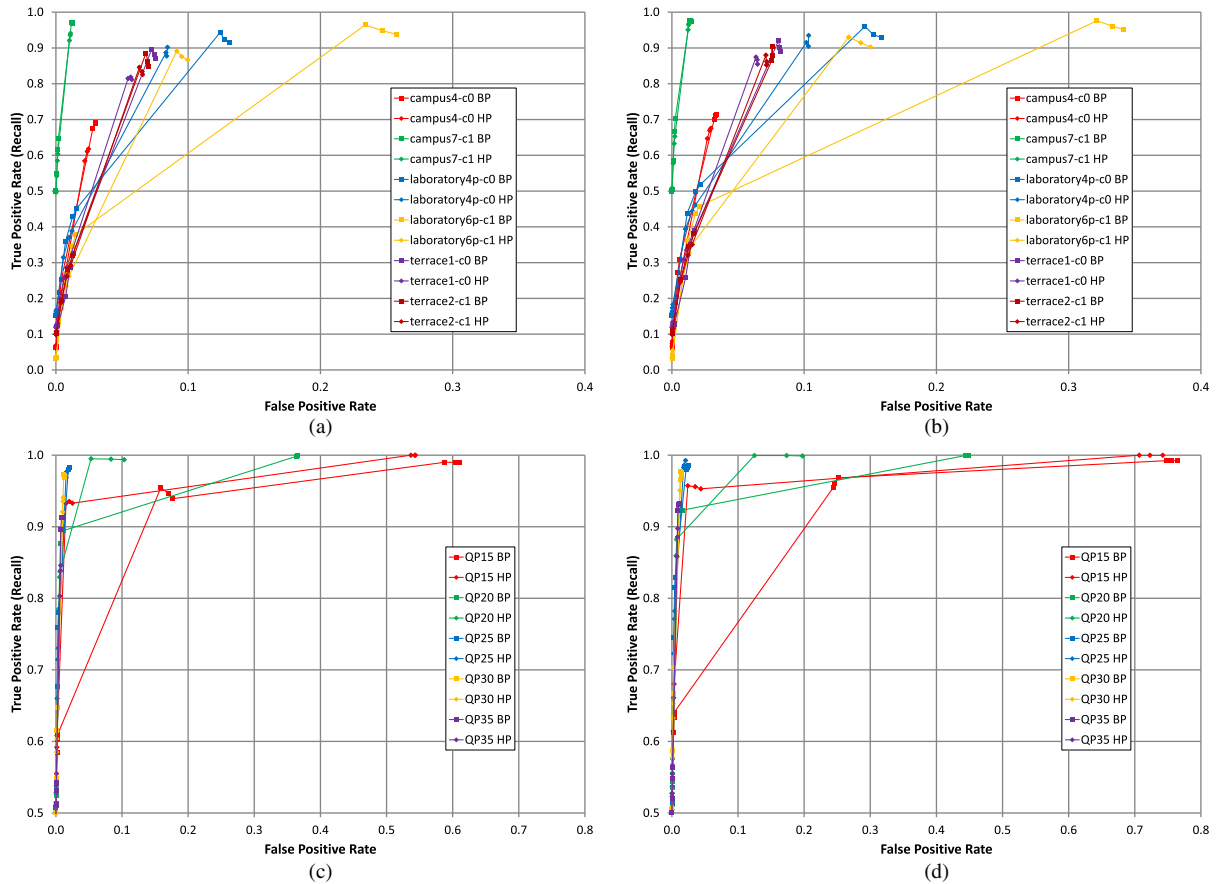 True Positive Rate (Recall)
1.0
0.9
0.8
0.7
0.6
0.5
0.4
0.3
0.2
0.1
0.0
campus4-c0 BP
campus4-c0 HP
campus7-c1 BP
campus7-c1 HP
laboratory4p-c0 BP
laboratory4p-c0 HP
laboratory6p-c1 BP
laboratory6p-c1 HP
terrace1-c0 BP
terrace1-c0 HP
terrace2-c1 BP
terrace2-c1 HP
0.0 0.1 0.2 0.3 0.4
False Positive Rate
(a)
True Positive Rate (Recall)
1.0
0.9
0.8
0.7
0.6
0.5
0.4
0.3
0.2
0.1
0.0
campus4-c0 BP
campus4-c0 HP
campus7-c1 BP
campus7-c1 HP
laboratory4p-c0 BP
laboratory4p-c0 HP
laboratory6p-c1 BP
laboratory6p-c1 HP
terrace1-c0 BP
terrace1-c0 HP
terrace2-c1 BP
terrace2-c1 HP
0.0 0.1 0.2 0.3 0.4
False Positive Rate
(b)
True Positive Rate (Recall)
1.0
0.9
0.8
0.7
0.6
0.5
QP15 BP
QP15 HP
QP20 BP
QP20 HP
QP25 BP
QP25 HP
QP30 BP
QP30 HP
QP35 BP
QP35 HP
0.0 0.1 0.2 0.3 0.4 0.5 0.6 0.7 0.8
False Positive Rate
(c)
True Positive Rate (Recall)
1.0
0.9
0.8
0.7
0.6
0.5
QP15 BP
QP15 HP
QP20 BP
QP20 HP
QP25 BP
QP25 HP
QP30 BP
QP30 HP
QP35 BP
QP35 HP
0.0 0.1 0.2 0.3 0.4 0.5 0.6 0.7 0.8
False Positive Rate
(d)